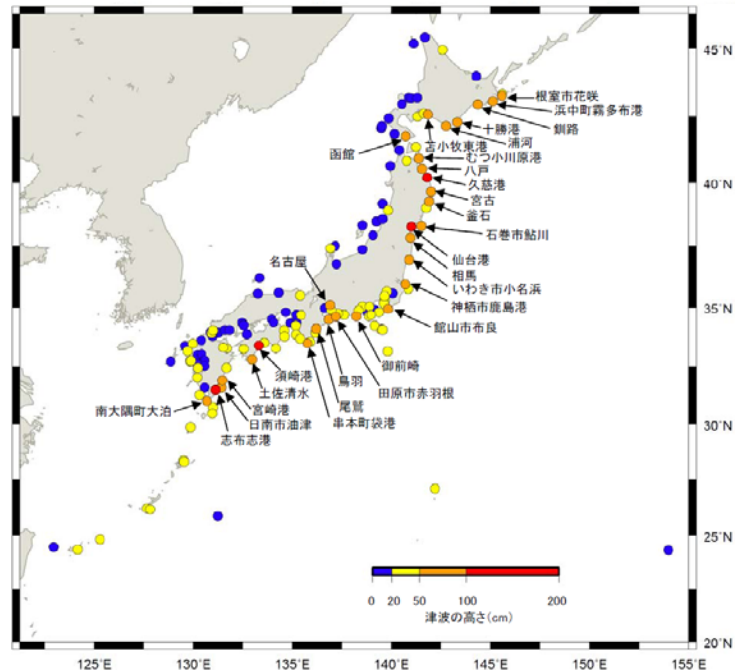 45°N
40°N
35°N
30°N
25°N
20°N
125°E
130°E
135°E
140°E
145°E
150°E
155°E
根室市花咲
浜中町霧多布港
釧路
十勝港
浦河
苫小牧東港
函館
むつ小川原港
八戸
久慈港
宮古
釜石
石巻市鮎川
仙台港
相馬
いわき市小名浜
神栖市鹿島港
館山市布良
名古屋
御前崎
田原市赤羽根
鳥羽
尾鷲
串本町袋港
須崎港
土佐清水
宮崎港
日南市油津
志布志港
南大隅町大泊
0 20 50 100 200
津波の高さ(cm)